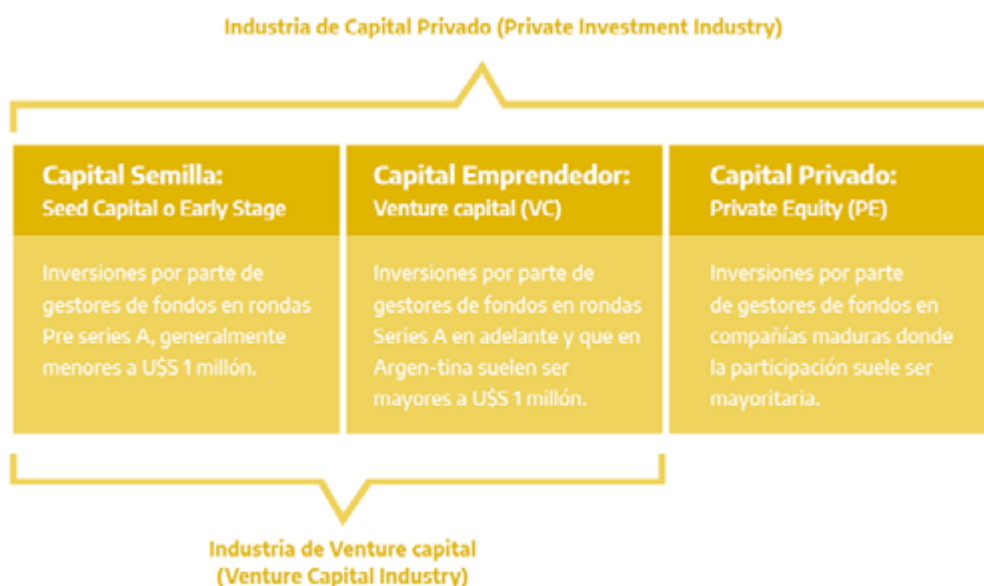 Industria de Capital Privado (Private Investment Industry)
Capital Semilla:
Seed Capital o Early Stage
Inversiones por parte de
gestores de fondos en rondas
Pre series A, generalmente
menores a U$S 1 millón.
Capital Emprendedor:
Venture capital (VC)
Inversiones por parte de
gestores de fondos en rondas
Series A en adelante y que en
Argen-tina suelen ser
mayores a U$S 1 millón.
Capital Privado:
Private Equity (PE)
Inversiones por parte
de gestores de fondos en
compañías maduras donde
la participación suele ser
mayoritaria.
Industria de Venture capital
(Venture Capital Industry)